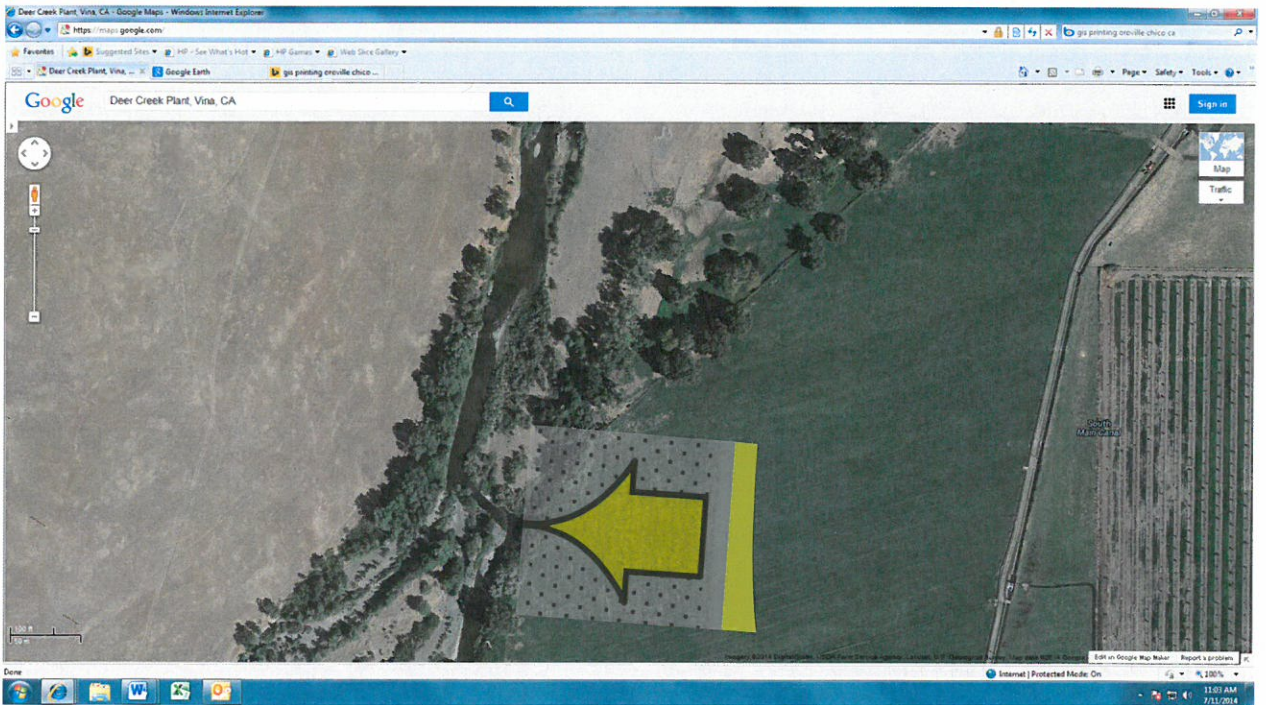 Deer Creek Plant, Vina, CA - Google Maps - Windows Internet Explorer
https://maps.google.com/
gis printing oroville chico ca
Favorites Suggested Sites HP - See What's Hot HP Games Web Slice Gallery
Deer Creek Plant, Vina, ... Google Earth gis printing oroville chico ... Page Safety Tools
Google Deer Creek Plant, Vina, CA Sign in
Map
Traffic
South
Main Canal
100 ft
50 m
Edit in Google Map Maker Report a problem
Done Internet | Protected Mode: On 100%
11:03 AM
7/11/2014